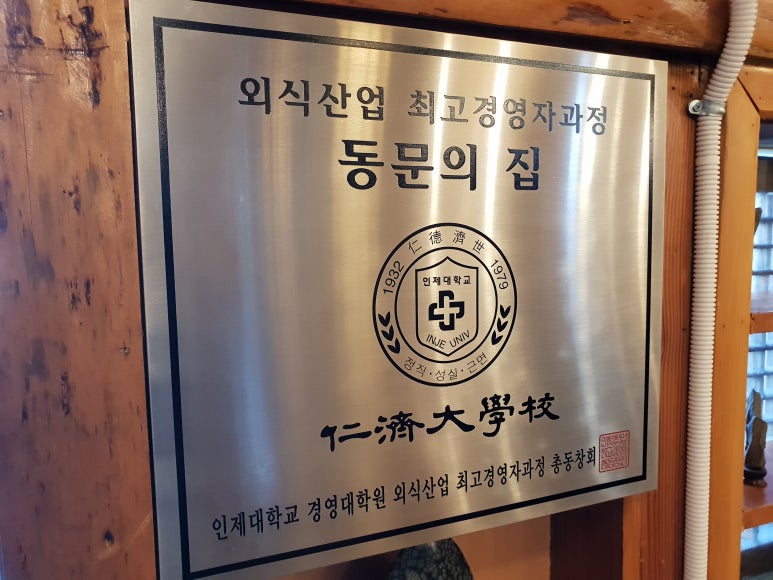 외식산업 최고경영자과정
동문의 집
1932 仁德濟世 1979
인제대학교
INJE UNIV
정직·성실·근면
仁濟大學校
인제대학교 경영대학원 외식산업 최고경영자과정 총동창회